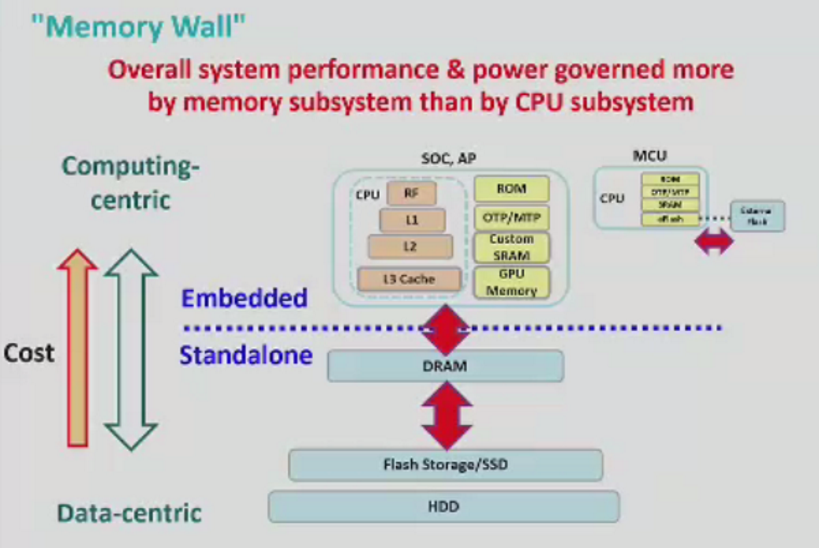 "Memory Wall"
Overall system performance & power governed more
by memory subsystem than by CPU subsystem
Computing-
centric
SOC, AP
MCU
CPU
RF
L1
L2
L3 Cache
ROM
OTP/MTP
Custom
SRAM
GPU
Memory
CPU
ROM
OTP/MTP
SRAM
eFlash
External
Flash
Embedded
Standalone
Cost
DRAM
Flash Storage/SSD
HDD
Data-centric